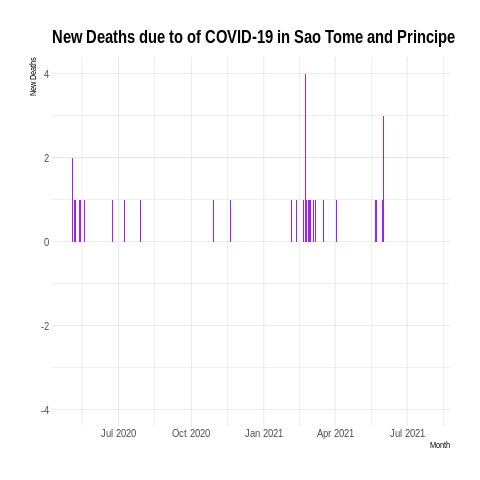 New Deaths due to of COVID-19 in Sao Tome and Principe
New Deaths
4
2
0
-2
-4
Jul 2020 Oct 2020 Jan 2021 Apr 2021 Jul 2021
Month